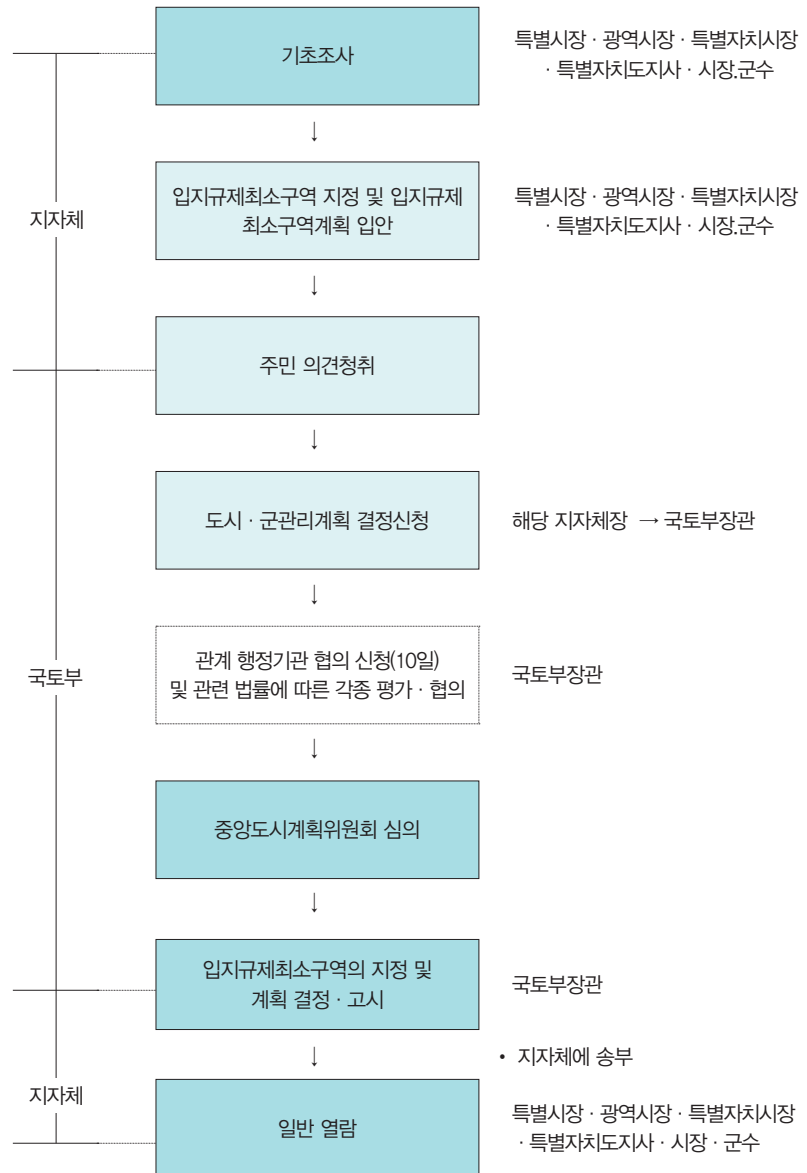 기초조사
특별시장 · 광역시장 · 특별자치시장
· 특별자치도지사 · 시장.군수
↓
지자체
입지규제최소구역 지정 및 입지규제
최소구역계획 입안
특별시장 · 광역시장 · 특별자치시장
· 특별자치도지사 · 시장.군수
↓
주민 의견청취
↓
도시 · 군관리계획 결정신청
해당 지자체장 → 국토부장관
↓
국토부
관계 행정기관 협의 신청(10일)
및 관련 법률에 따른 각종 평가 · 협의
국토부장관
↓
중앙도시계획위원회 심의
↓
입지규제최소구역의 지정 및
계획 결정 · 고시
국토부장관
↓
• 지자체에 송부
지자체
일반 열람
특별시장 · 광역시장 · 특별자치시장
· 특별자치도지사 · 시장 · 군수